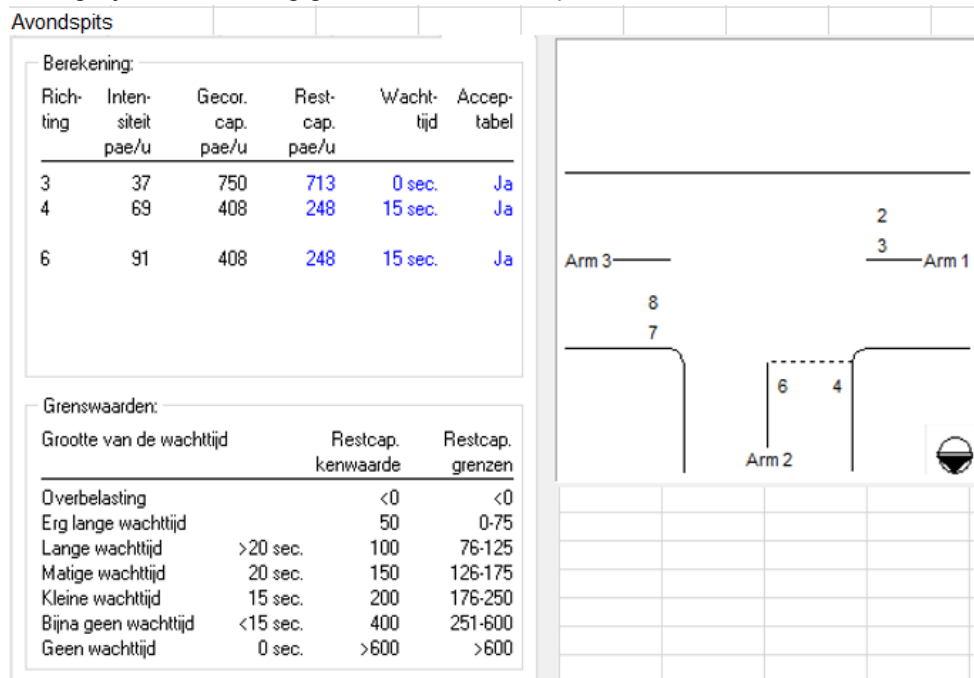 Avondspits
Berekening:
Rich- Inten- Gecor. Rest- Wacht- Accep-
ting siteit cap. cap. tijd tabel
pae/u pae/u pae/u
3 37 750 713 0 sec. Ja
4 69 408 248 15 sec. Ja
6 91 408 248 15 sec. Ja
Grenswaarden:
Grootte van de wachttijd Restcap. Restcap.
kenwaarde grenzen
Overbelasting <0 <0
Erg lange wachttijd 50 0-75
Lange wachttijd >20 sec. 100 76-125
Matige wachttijd 20 sec. 150 126-175
Kleine wachttijd 15 sec. 200 176-250
Bijna geen wachttijd <15 sec. 400 251-600
Geen wachttijd 0 sec. >600 >600
2
3
Arm 3 Arm 1
8
7
6 4
Arm 2